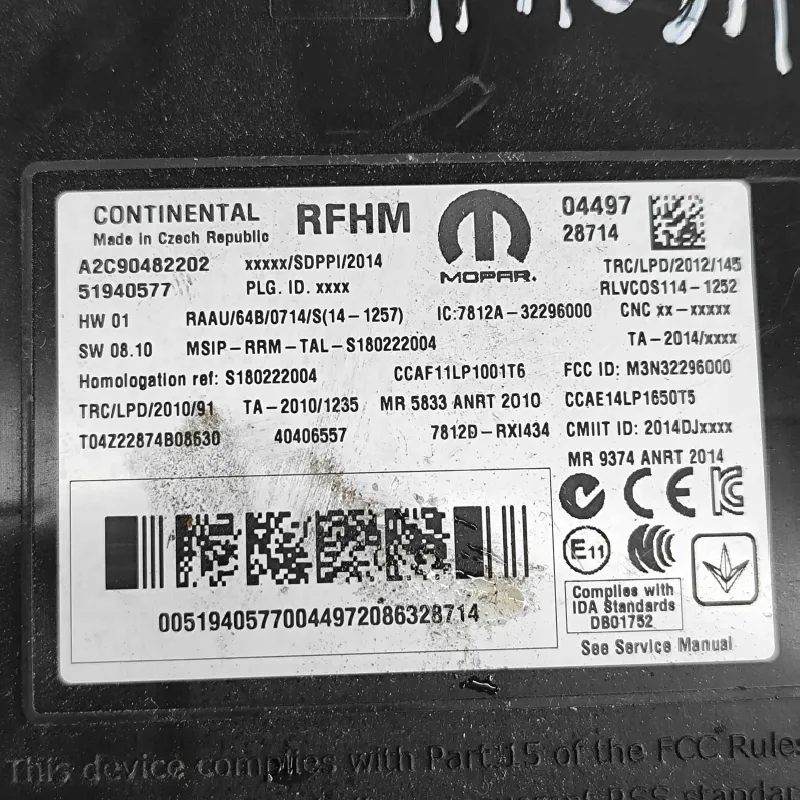 CONTINENTAL RFHM 04497
Made in Czech Republic 28714
A2C90482202 xxxxx/SDPPI/2014 MOPAR. TRC/LPD/2012/145
51940577 PLG. ID. xxxx RLVCOS114-1252
HW 01 RAAU/64B/0714/S(14-1257) IC:7812A-32296000 CNC xx-xxxxx
SW 08.10 MSIP-RRM-TAL-S180222004 TA-2014/xxxx
Homologation ref: S180222004 CCAF11LP1001T6 FCC ID: M3N32296000
TRC/LPD/2010/91 TA-2010/1235 MR 5833 ANRT 2010 CCAE14LP1650T5
T04Z22874B08630 40406557 7812D-RXI434 CMIIT ID: 2014DJxxxx
MR 9374 ANRT 2014
CE
E11
Complies with
IDA Standards
DB01752
00519405770044972086328714
See Service Manual
This device complies with Part 15 of the FCC Rules
RSS standar